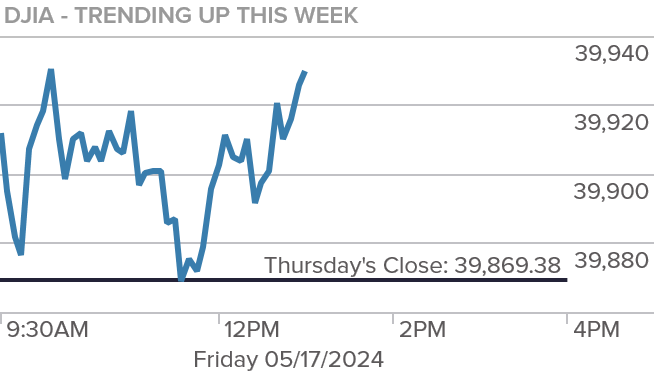 DJIA - TRENDING UP THIS WEEK
39,940
39,920
39,900
39,880
Thursday's Close: 39,869.38
9:30AM 12PM 2PM 4PM
Friday 05/17/2024